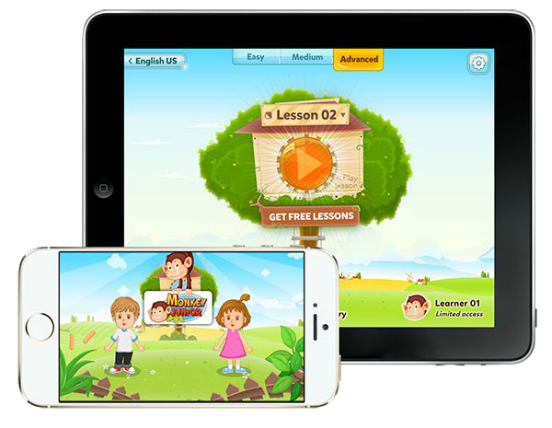 < English US
Easy
Medium
Advanced
Lesson 02
Play
lesson
GET FREE LESSONS
Learner 01
Limited access
ry
MONKEY
JUNIOR